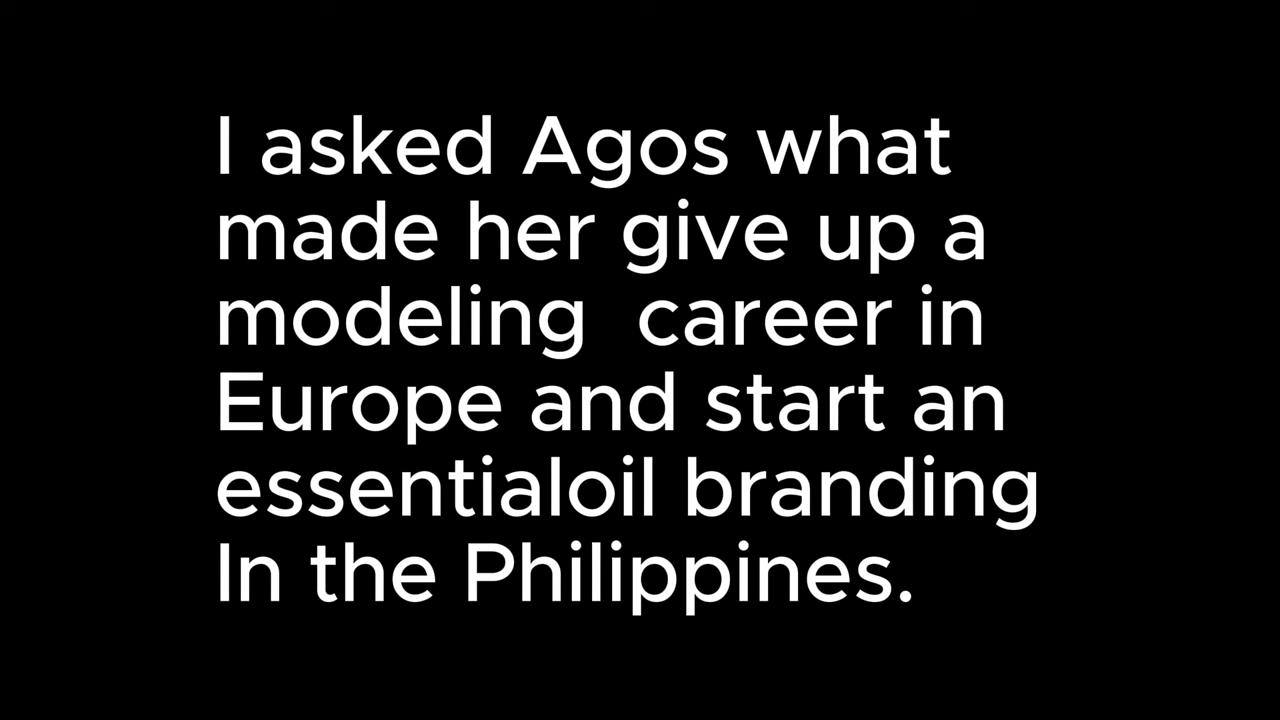 I asked Agos what
made her give up a
modeling  career in
Europe and start an
essentialoil branding
In the Philippines.